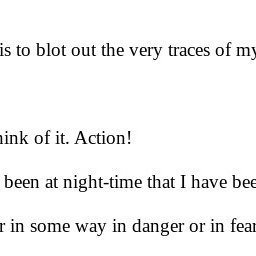 is to blot out the very traces of my
ink of it. Action!
been at night-time that I have bee
r in some way in danger or in fear